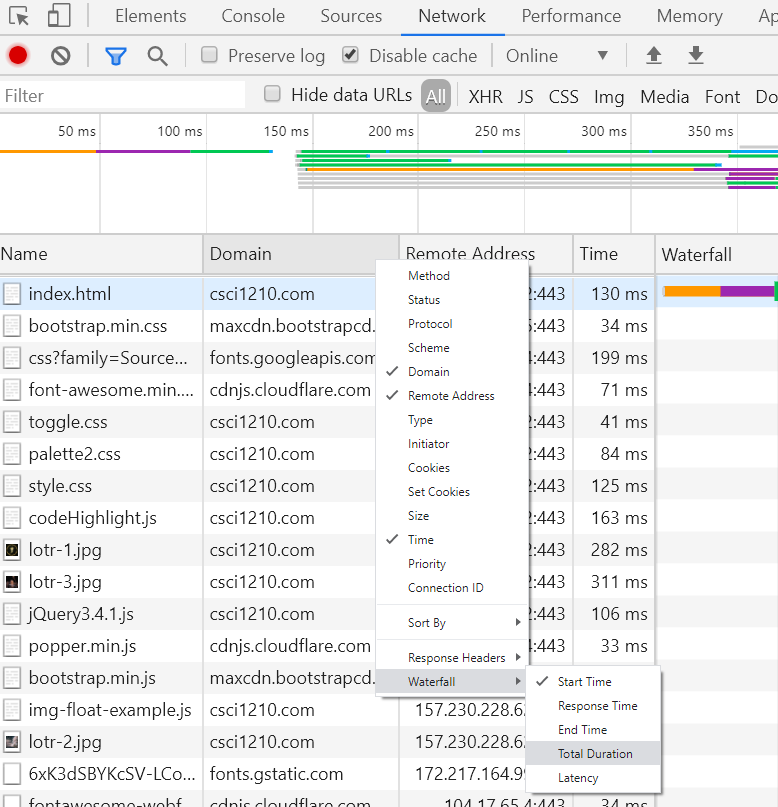 Elements Console Sources Network Performance Memory Ap
Preserve log Disable cache Online
Filter Hide data URLs All XHR JS CSS Img Media Font Do
50 ms 100 ms 150 ms 200 ms 250 ms 300 ms 350 ms
Name Domain Remote Address Time Waterfall
index.html csci1210.com 2:443 130 ms
bootstrap.min.css maxcdn.bootstrapcd. 5:443 34 ms
css?family=Source... fonts.googleapis.com :443 199 ms
font-awesome.min.... cdnjs.cloudflare.com 4:443 71 ms
toggle.css csci1210.com 2:443 41 ms
palette2.css csci1210.com 2:443 84 ms
style.css csci1210.com 2:443 125 ms
codeHighlight.js csci1210.com 2:443 163 ms
lotr-1.jpg csci1210.com 2:443 282 ms
lotr-3.jpg csci1210.com 2:443 311 ms
jQuery3.4.1.js csci1210.com 2:443 106 ms
popper.min.js cdnjs.cloudflare.com 4:443 33 ms
bootstrap.min.js maxcdn.bootstrapcd.
img-float-example.js csci1210.com 157.230.228.62
lotr-2.jpg csci1210.com 157.230.228.62
6xK3dSBYKcSV-LCo... fonts.gstatic.com 172.217.164.99
fontawesome-webf... cdnjs.cloudflare.com 104.17.65.4:443 34 ms
Method
Status
Protocol
Scheme
Domain
Remote Address
Type
Initiator
Cookies
Set Cookies
Size
Time
Priority
Connection ID
Sort By
Response Headers
Waterfall
Start Time
Response Time
End Time
Total Duration
Latency